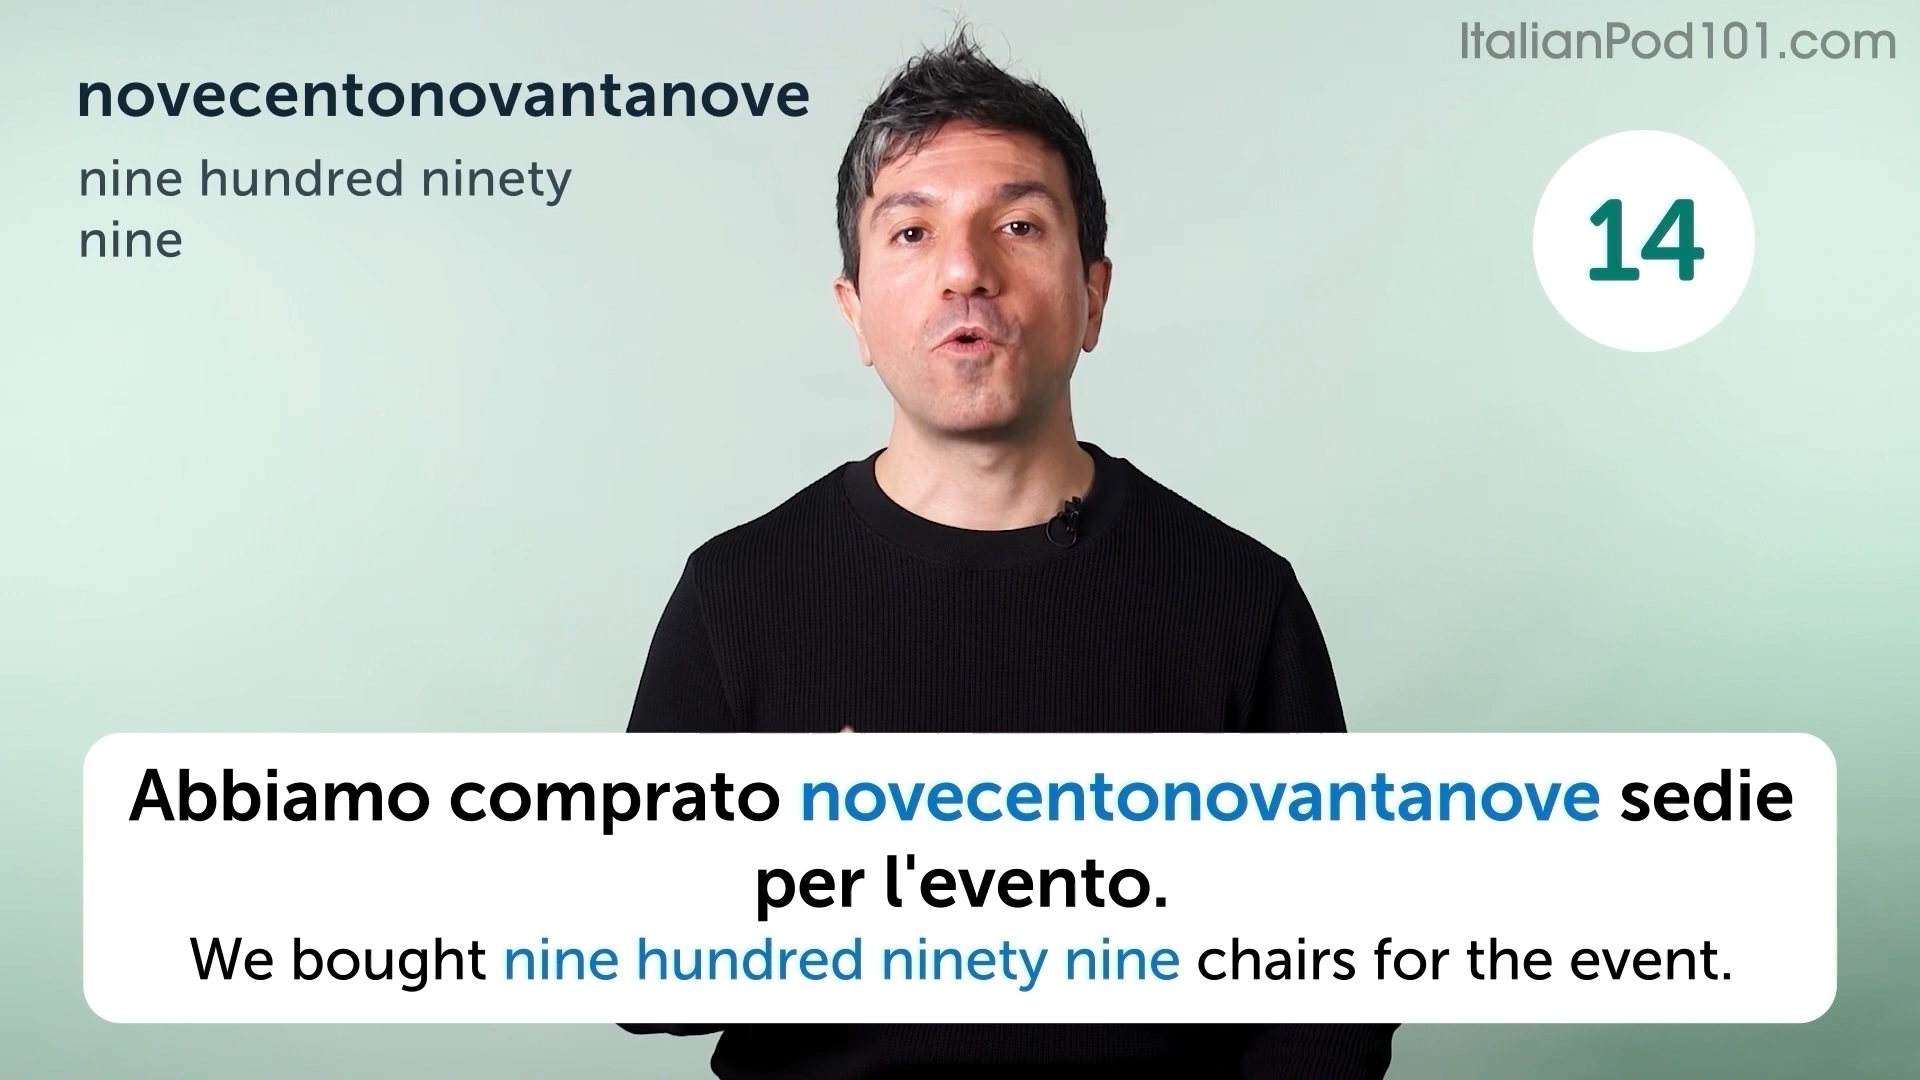 ItalianPod101.com
novecentonovantanove
nine hundred ninety
nine
14
Abbiamo comprato novecentonovantanove sedie
per l'evento.
We bought nine hundred ninety nine chairs for the event.